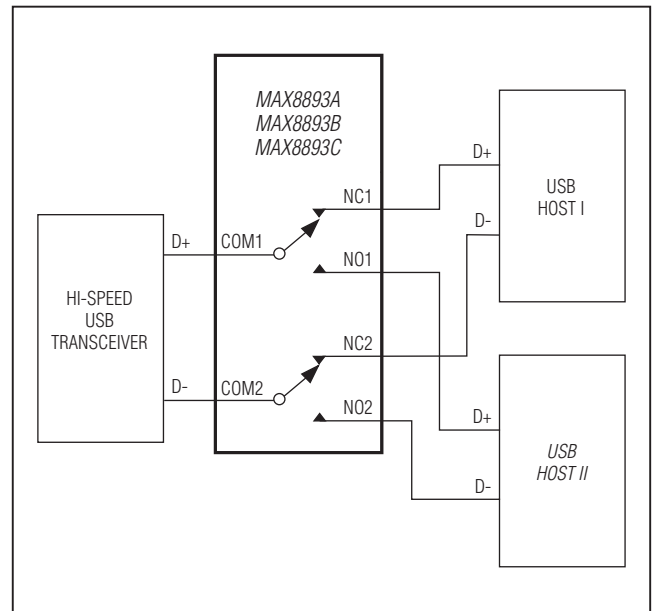 MAX8893A
MAX8893B
MAX8893C
HI-SPEED
USB
TRANSCEIVER
D+
D-
COM1
COM2
NC1
NO1
NC2
NO2
D+
D-
USB
HOST I
D+
D-
USB
HOST II